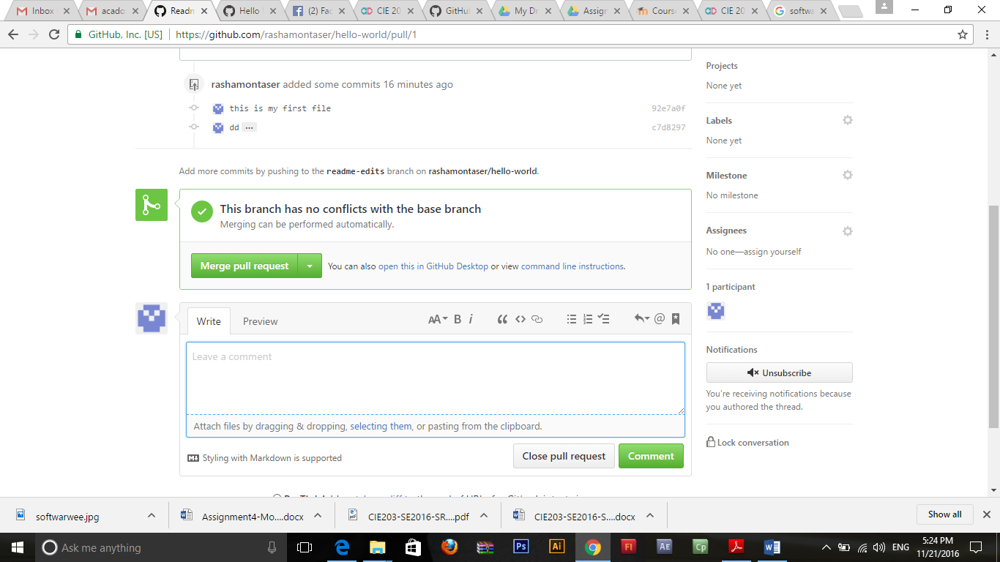 Inbox
acado
Readn
Hello
(2) Fac
CIE 20
GitHub
My Dr
Assign
Course
CIE 20
softwa
GitHub, Inc. [US] | https://github.com/rashamontaser/hello-world/pull/1
rashamontaser added some commits 16 minutes ago
this is my first file 92e7a0f
dd ... c7d8297
Add more commits by pushing to the readme-edits branch on rashamontaser/hello-world.
This branch has no conflicts with the base branch
Merging can be performed automatically.
Merge pull request
You can also open this in GitHub Desktop or view command line instructions.
Write Preview
AA B i
Leave a comment
Attach files by dragging & dropping, selecting them, or pasting from the clipboard.
Styling with Markdown is supported
Close pull request
Comment
Projects
None yet
Labels
None yet
Milestone
No milestone
Assignees
No one—assign yourself
1 participant
Notifications
Unsubscribe
You're receiving notifications because
you authored the thread.
Lock conversation
softwarwee.jpg
Assignment4-Mo....docx
CIE203-SE2016-SR....pdf
CIE203-SE2016-S....docx
Show all
Ask me anything
Ps
Ai
Fl
Ae
Cp
ENG
5:24 PM
11/21/2016